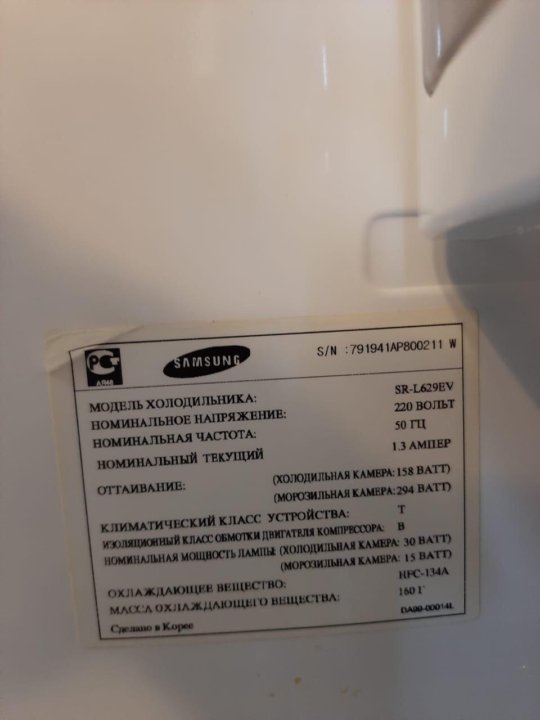 РСТ
АЯ46
SAMSUNG
S/N :791941AP800211 W
МОДЕЛЬ ХОЛОДИЛЬНИКА: SR-L629EV
НОМИНАЛЬНОЕ НАПРЯЖЕНИЕ: 220 ВОЛЬТ
НОМИНАЛЬНАЯ ЧАСТОТА: 50 ГЦ
НОМИНАЛЬНЫЙ ТЕКУЩИЙ 1.3 АМПЕР
ОТТАИВАНИЕ: (ХОЛОДИЛЬНАЯ КАМЕРА: 158 ВАТТ)
(МОРОЗИЛЬНАЯ КАМЕРА: 294 ВАТТ)
КЛИМАТИЧЕСКИЙ КЛАСС УСТРОЙСТВА: T
ИЗОЛЯЦИОННЫЙ КЛАСС ОБМОТКИ ДВИГАТЕЛЯ КОМПРЕССОРА: B
НОМИНАЛЬНАЯ МОЩНОСТЬ ЛАМПЫ: (ХОЛОДИЛЬНАЯ КАМЕРА: 30 ВАТТ)
(МОРОЗИЛЬНАЯ КАМЕРА: 15 ВАТТ)
ОХЛАЖДАЮЩЕЕ ВЕЩЕСТВО: HFC-134A
МАССА ОХЛАЖДАЮЩЕГО ВЕЩЕСТВА: 160 Г
DA99-00014L
Сделано в Корее